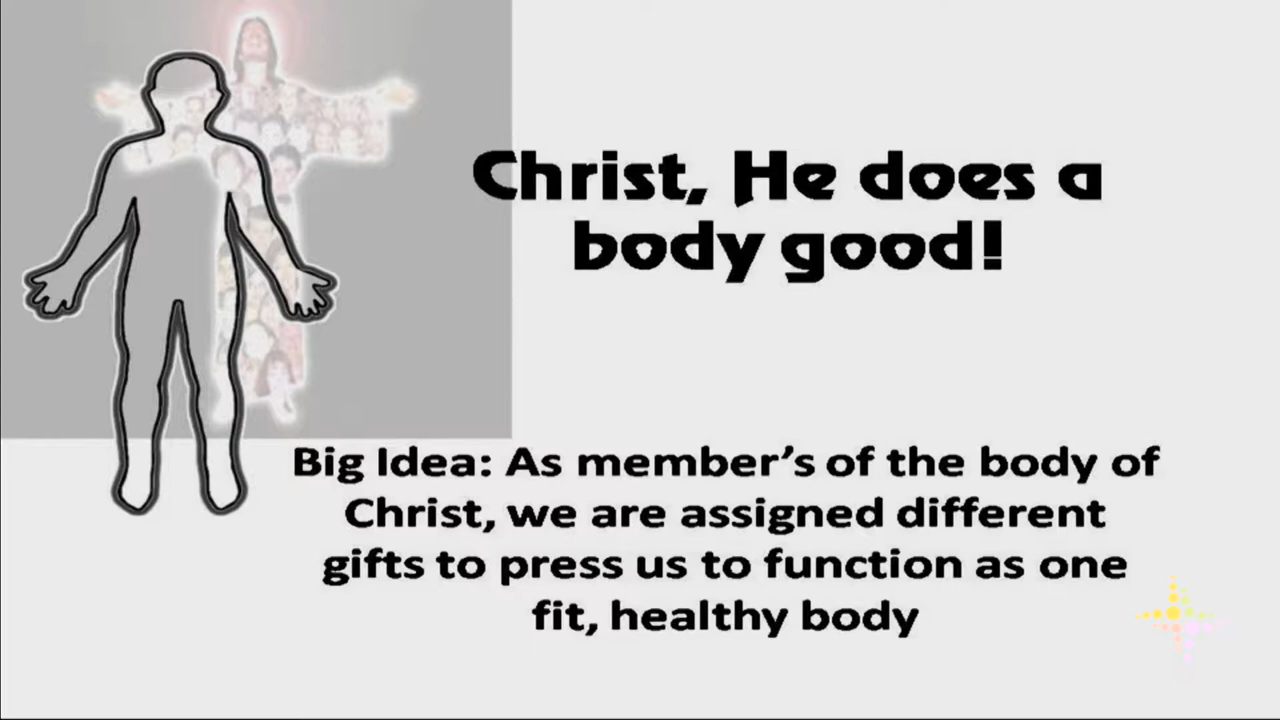 Christ, He does a
body good!
Big Idea: As member’s of the body of
Christ, we are assigned different
gifts to press us to function as one
fit, healthy body